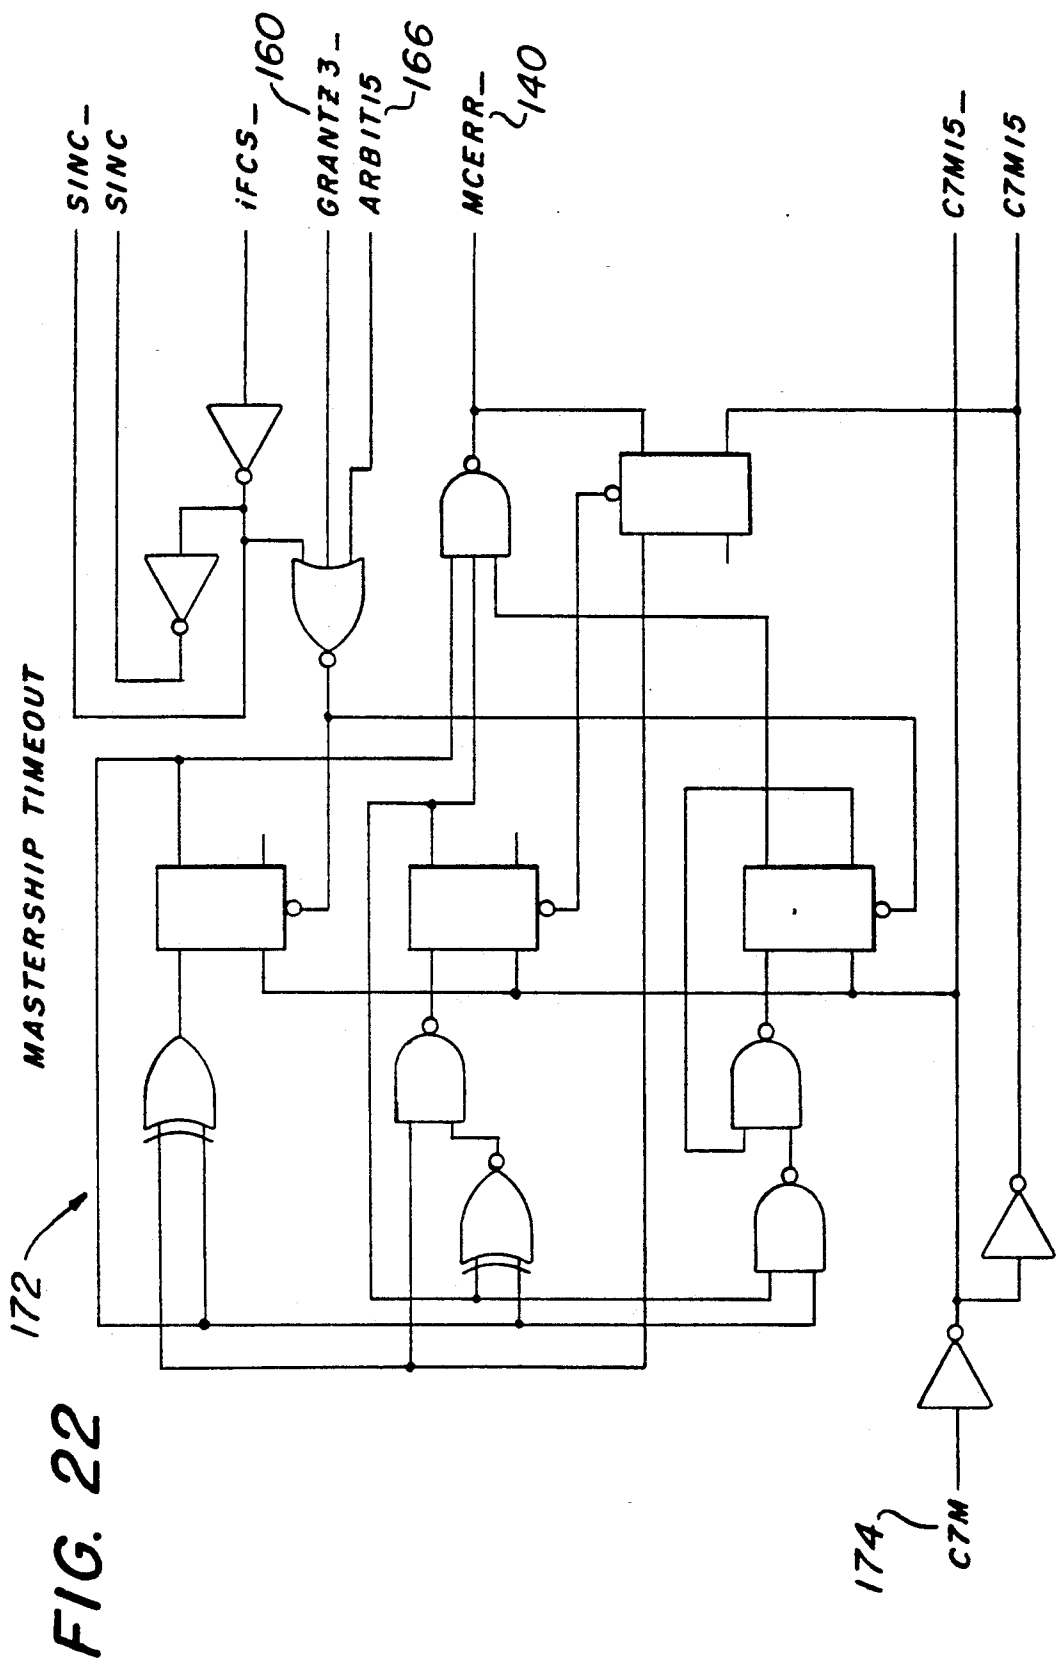 FIG. 22
172
MASTERSHIP TIMEOUT
SINC_
SINC
iFCS_
160
GRANTZ3_
ARBIT15
166
MCERR_
140
174
C7M
C7M15_
C7M15